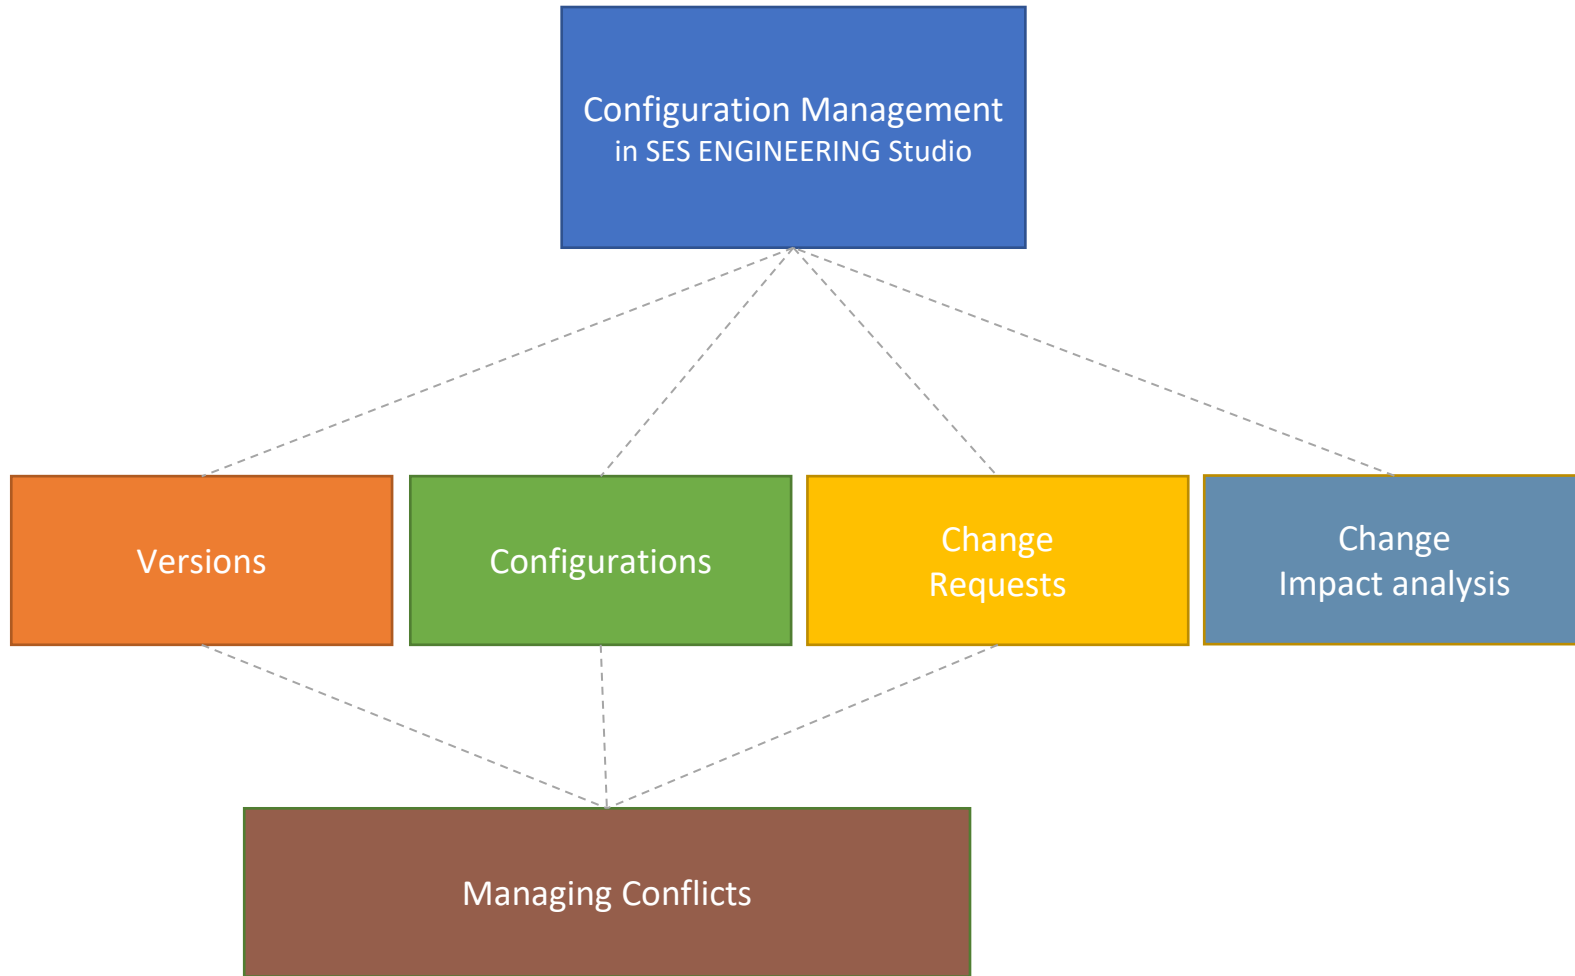 Configuration Management
in SES ENGINEERING Studio
Versions
Configurations
Change
Requests
Change
Impact analysis
Managing Conflicts